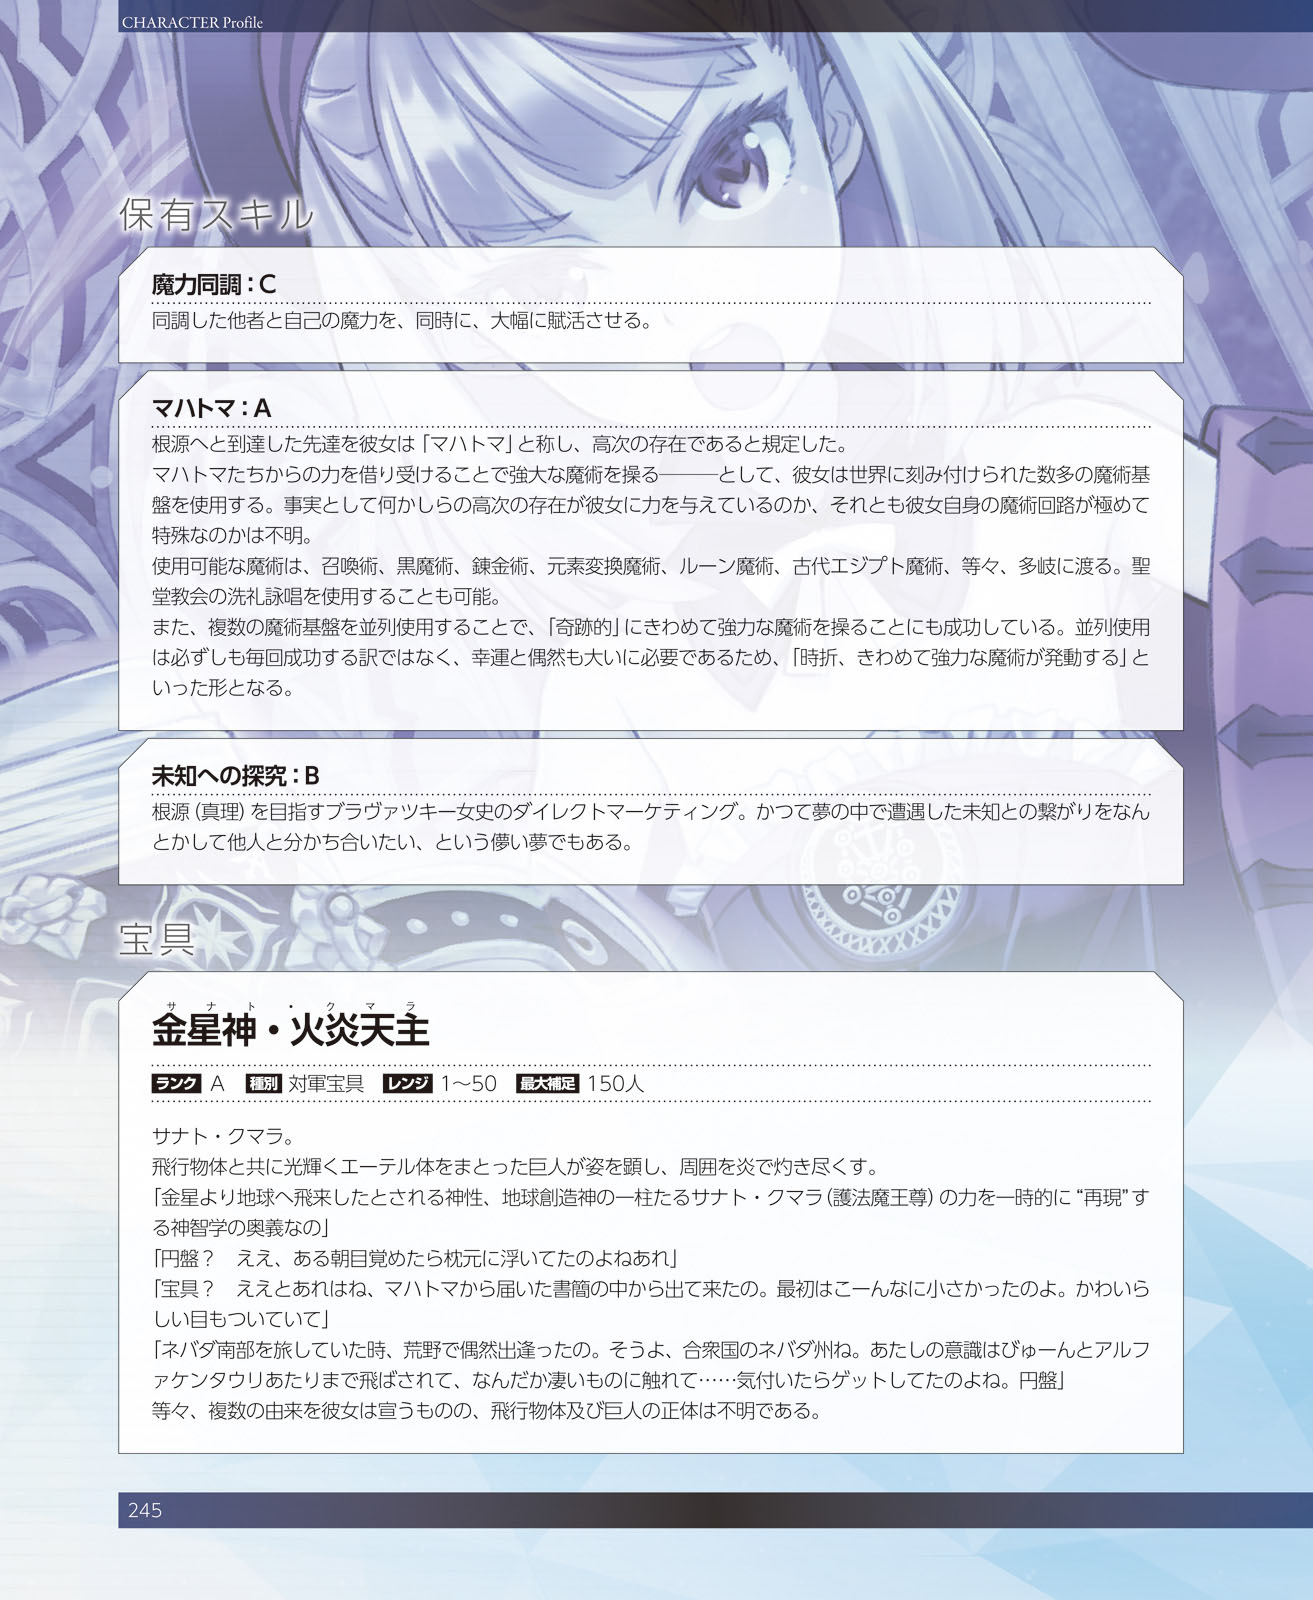 CHARACTER Profile
保有スキル
魔力同調：C
同調した他者と自己の魔力を、同時に、大幅に賦活させる。
マハトマ：A
根源へと到達した先達を彼女は「マハトマ」と称し、高次の存在であると規定した。
マハトマたちからの力を借り受けることで強大な魔術を操る―――として、彼女は世界に刻み付けられた数多の魔術基
盤を使用する。事実として何かしらの高次の存在が彼女に力を与えているのか、それとも彼女自身の魔術回路が極めて
特殊なのかは不明。
使用可能な魔術は、召喚術、黒魔術、錬金術、元素変換魔術、ルーン魔術、古代エジプト魔術、等々、多岐に渡る。聖
堂教会の洗礼詠唱を使用することも可能。
また、複数の魔術基盤を並列使用することで、「奇跡的」にきわめて強力な魔術を操ることにも成功している。並列使用
は必ずしも毎回成功する訳ではなく、幸運と偶然も大いに必要であるため、「時折、きわめて強力な魔術が発動する」と
いった形となる。
未知への探究：B
根源（真理）を目指すブラヴァツキー女史のダイレクトマーケティング。かつて夢の中で遭遇した未知との繋がりをなん
とかして他人と分かち合いたい、という儚い夢でもある。
宝具
サナト・クマラ
金星神・火炎天主
ランク A 種別 対軍宝具 レンジ 1～50 最大補足 150人
サナト・クマラ。
飛行物体と共に光輝くエーテル体をまとった巨人が姿を顕し、周囲を炎で灼き尽くす。
「金星より地球へ飛来したとされる神性、地球創造神の一柱たるサナト・クマラ（護法魔王尊）の力を一時的に“再現”す
る神智学の奥義なの」
「円盤？　ええ、ある朝目覚めたら枕元に浮いてたのよねあれ」
「宝具？　ええとあれはね、マハトマから届いた書簡の中から出て来たの。最初はこーんなに小さかったのよ。かわいら
しい目もついていて」
「ネバダ南部を旅していた時、荒野で偶然出逢ったの。そうよ、合衆国のネバダ州ね。あたしの意識はびゅーんとアルフ
ァケンタウリあたりまで飛ばされて、なんだか凄いものに触れて……気付いたらゲットしてたのよね。円盤」
等々、複数の由来を彼女は宣うものの、飛行物体及び巨人の正体は不明である。
245